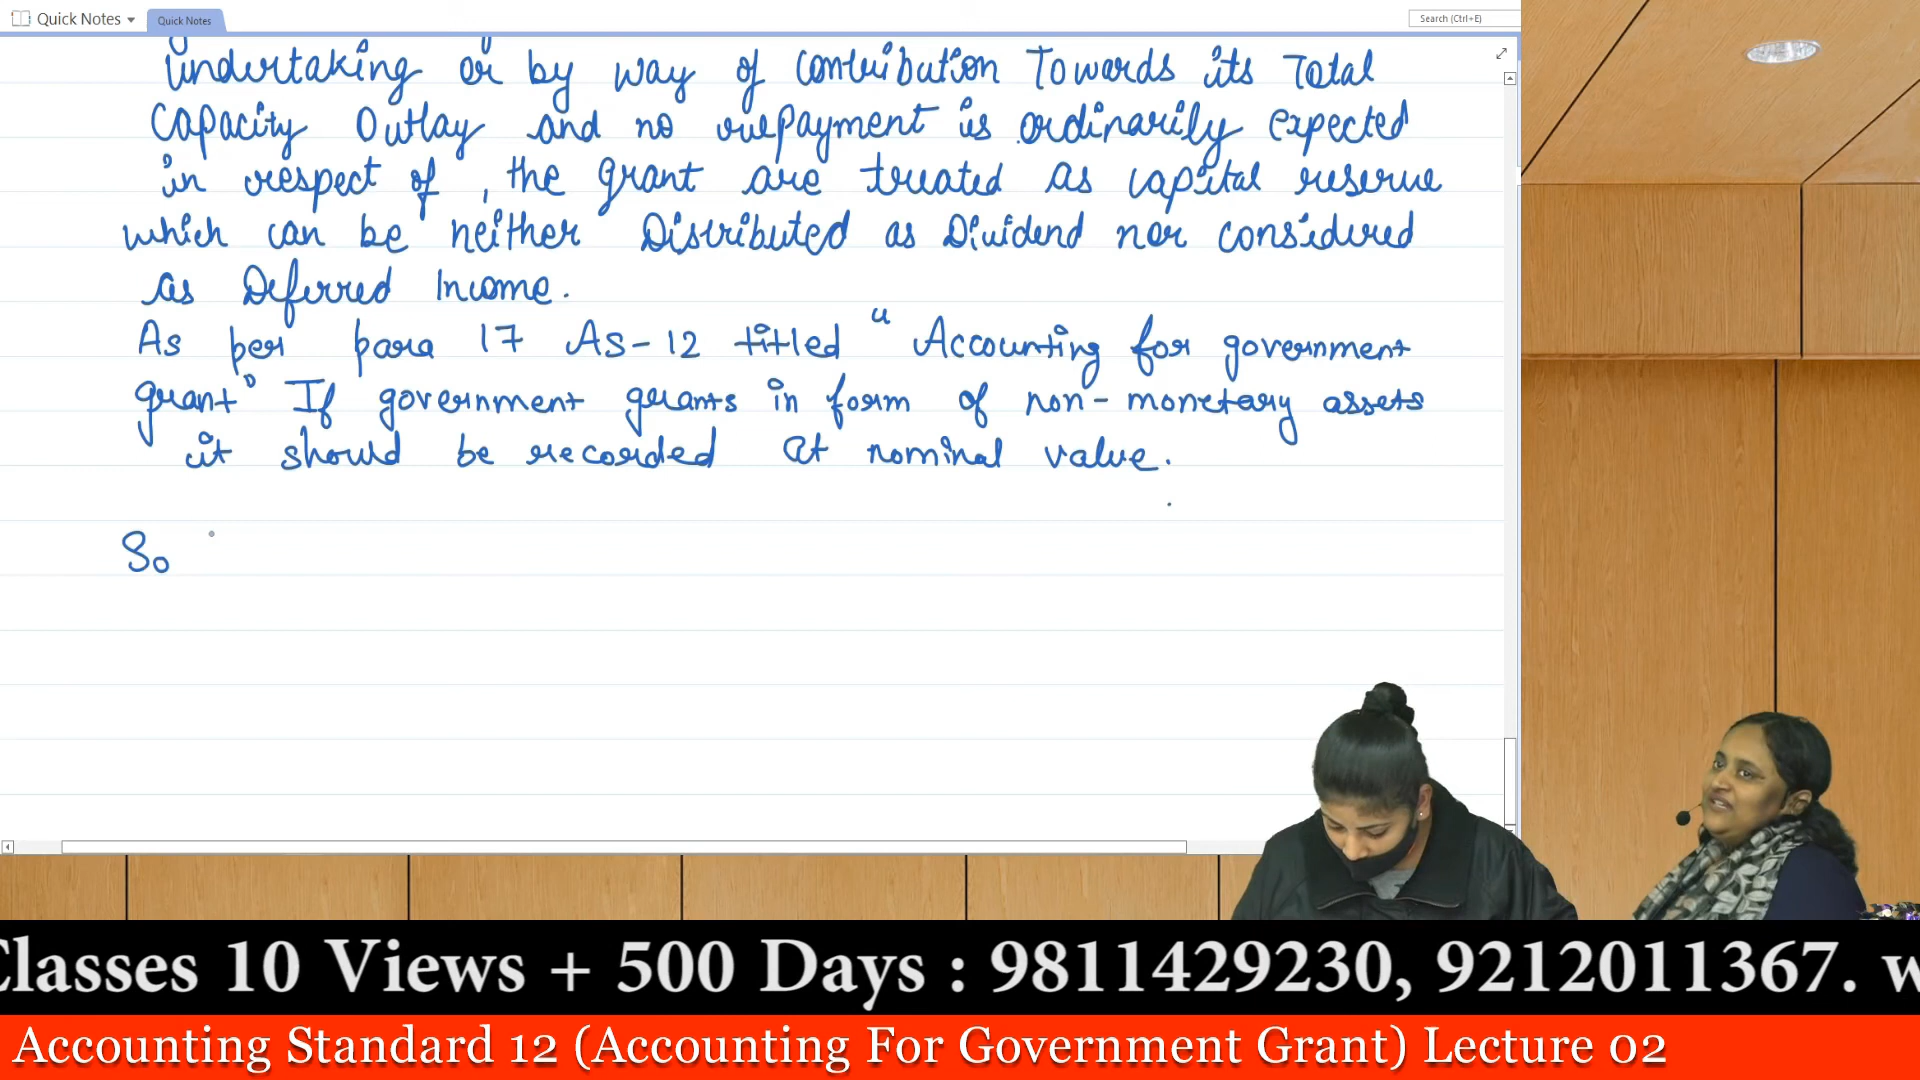 Quick Notes
Quick Notes
Search (Ctrl+E)
undertaking or by way of contribution Towards its Total
Capacity Outlay and no repayment is ordinarily expected
in respect of, the grant are treated as capital reserve
which can be neither Distributed as Dividend nor considered
as Deferred Income.
As per para 17 AS-12 titled "Accounting for government
grant" If government grants in form of non-monetary assets
it should be recorded at nominal value.
So
Classes 10 Views + 500 Days : 9811429230, 9212011367. w
Accounting Standard 12 (Accounting For Government Grant) Lecture 02